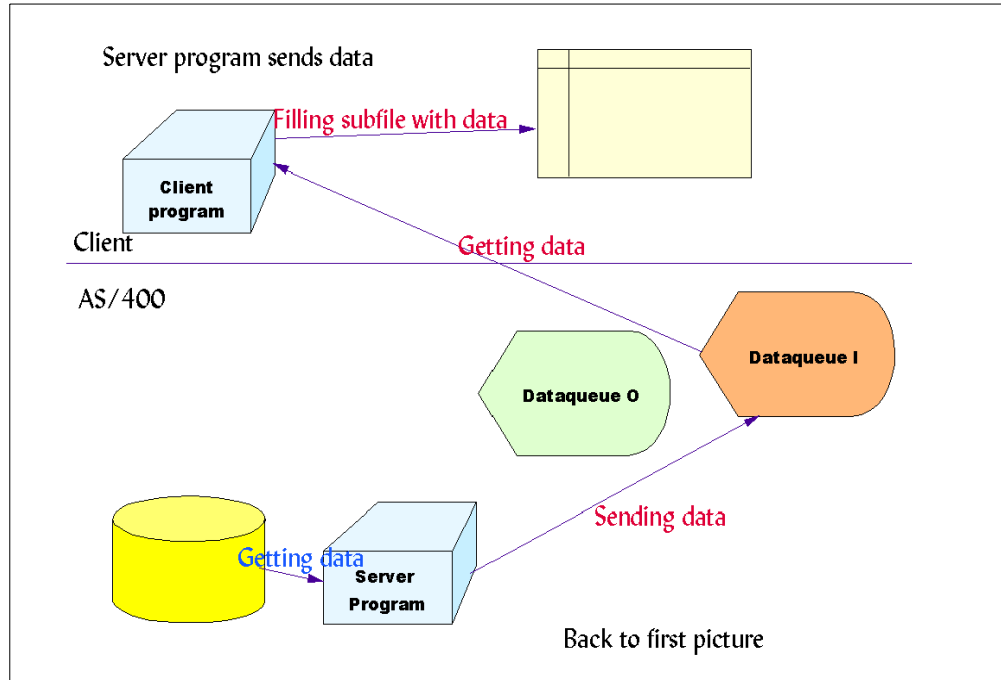 Server program sends data
Filling subfile with data
Client
program
Client
Getting data
AS/400
Dataqueue I
Dataqueue O
Sending data
Getting data
Server
Program
Back to first picture